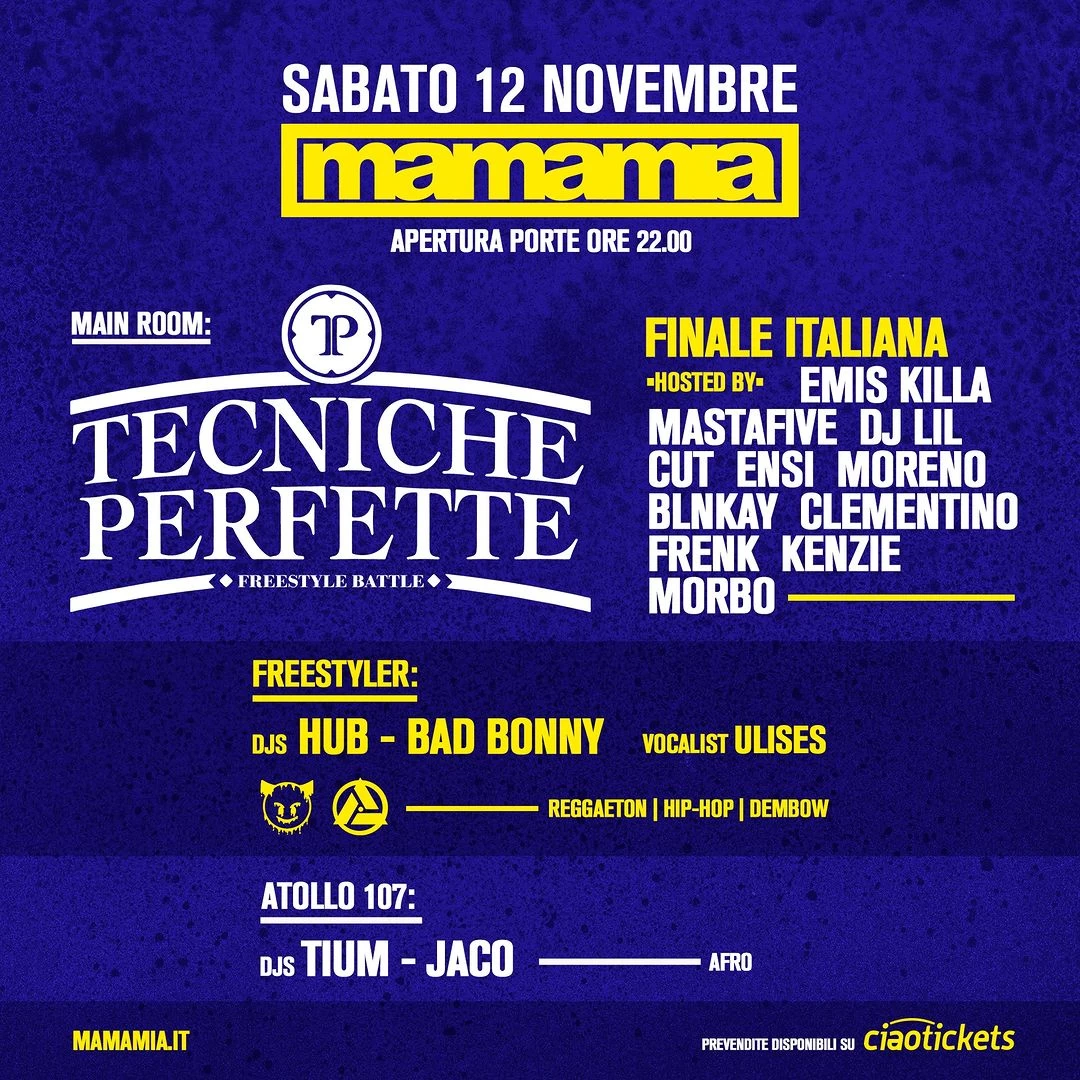 SABATO 12 NOVEMBRE
mamamia
APERTURA PORTE ORE 22.00
MAIN ROOM:
TP
TECNICHE
PERFETTE
FREESTYLE BATTLE
FINALE ITALIANA
•HOSTED BY• EMIS KILLA
MASTAFIVE DJ LIL
CUT ENSI MORENO
BLNKAY CLEMENTINO
FRENK KENZIE
MORBO
FREESTYLER:
DJS HUB - BAD BONNY VOCALIST ULISES
REGGAETON | HIP-HOP | DEMBOW
ATOLLO 107:
DJS TIUM - JACO AFRO
MAMAMIA.IT
PREVENDITE DISPONIBILI SU ciaotickets